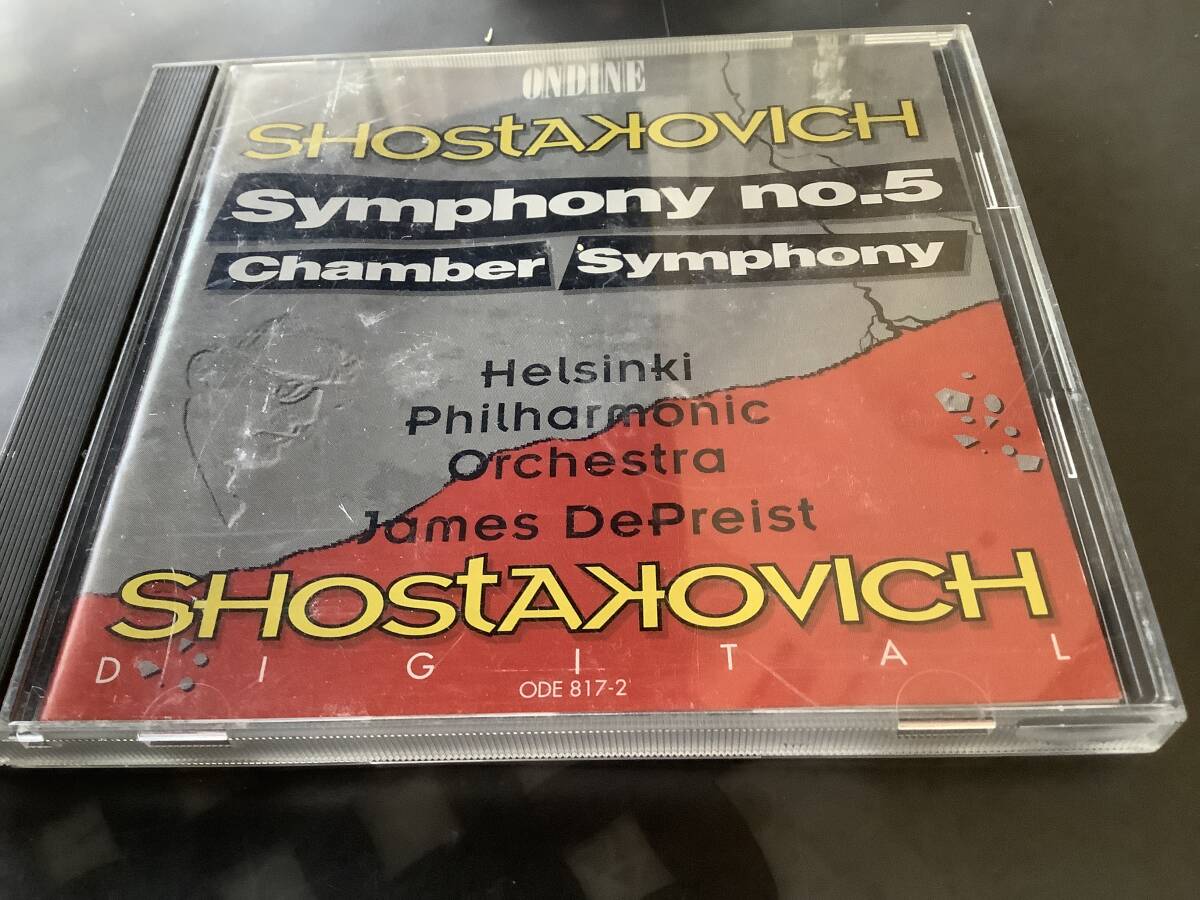 ONDINE
SHOStAKOVICH
Symphony no.5
Chamber Symphony
Helsinki
Philharmonic
Orchestra
James DePreist
SHOStAKOVICH
DIGITAL
ODE 817-2